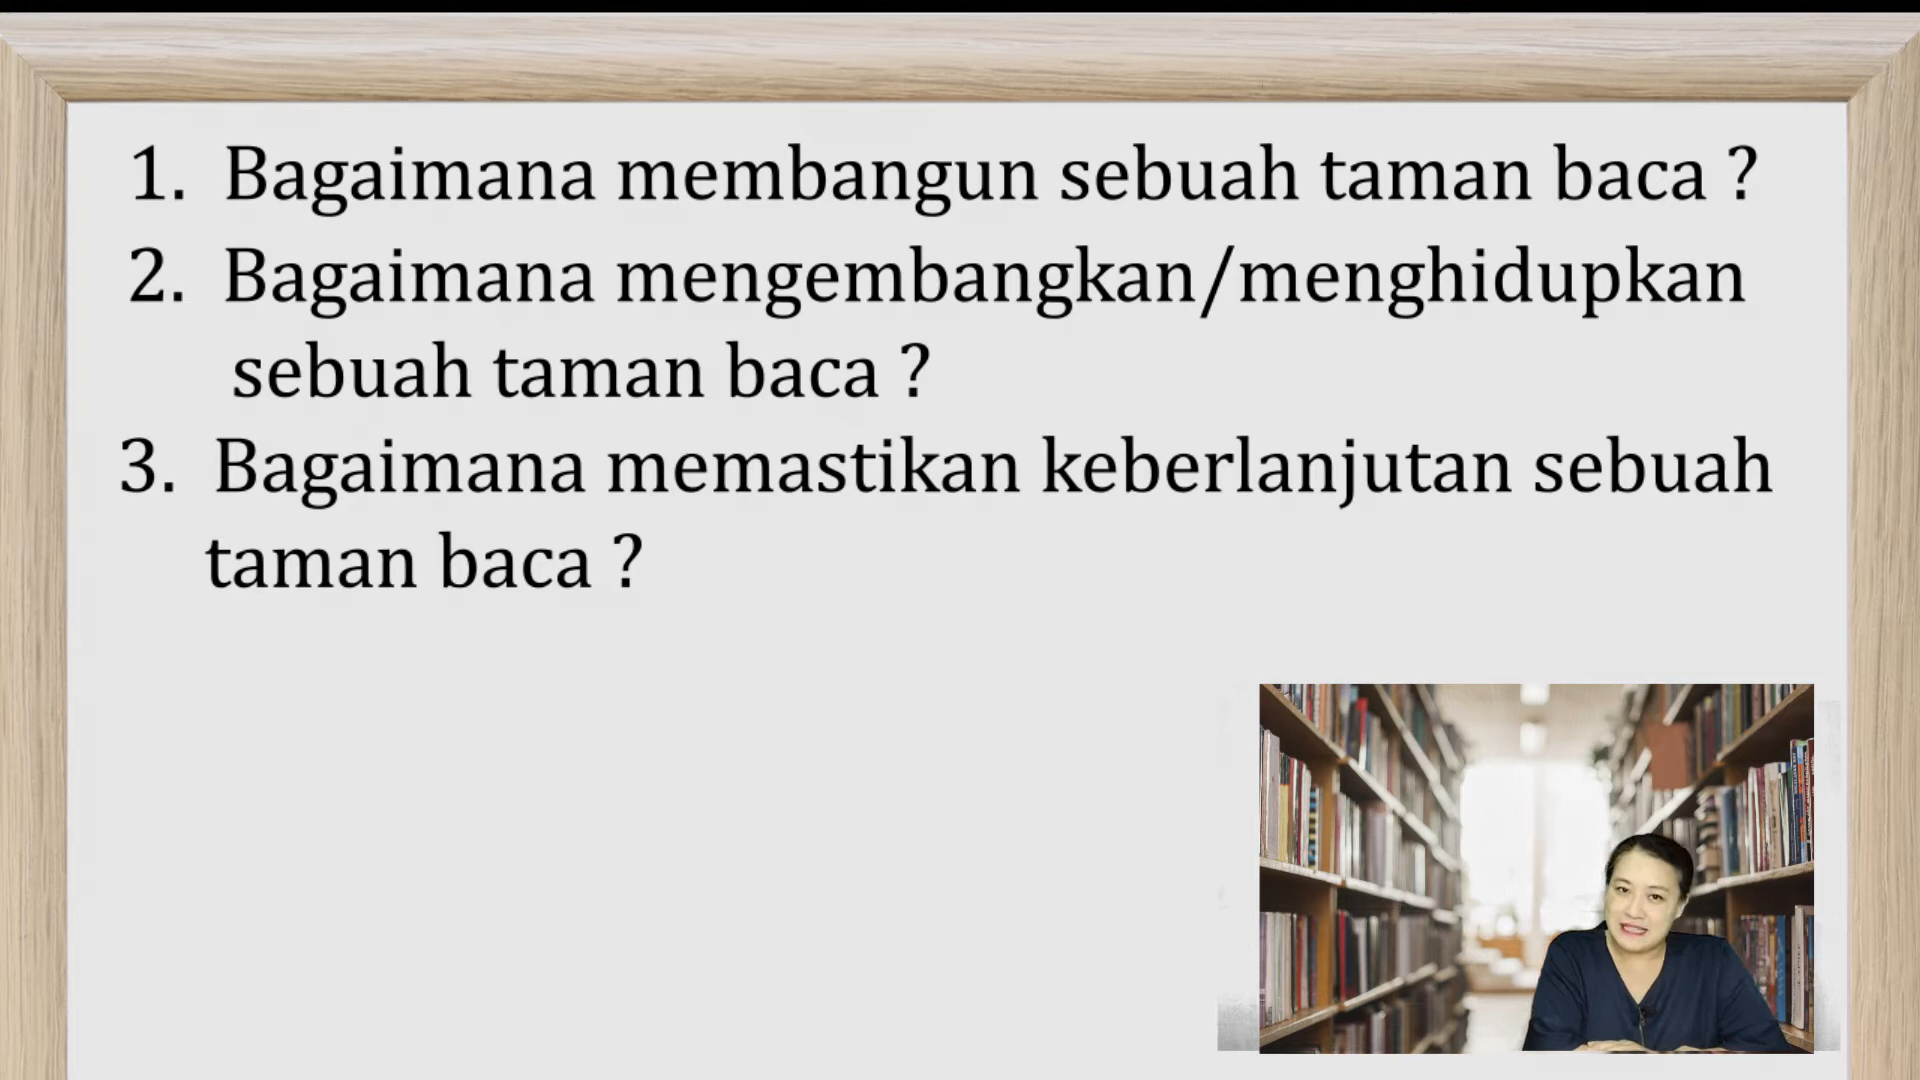 1. Bagaimana membangun sebuah taman baca ?
2. Bagaimana mengembangkan/menghidupkan
sebuah taman baca ?
3. Bagaimana memastikan keberlanjutan sebuah
taman baca ?